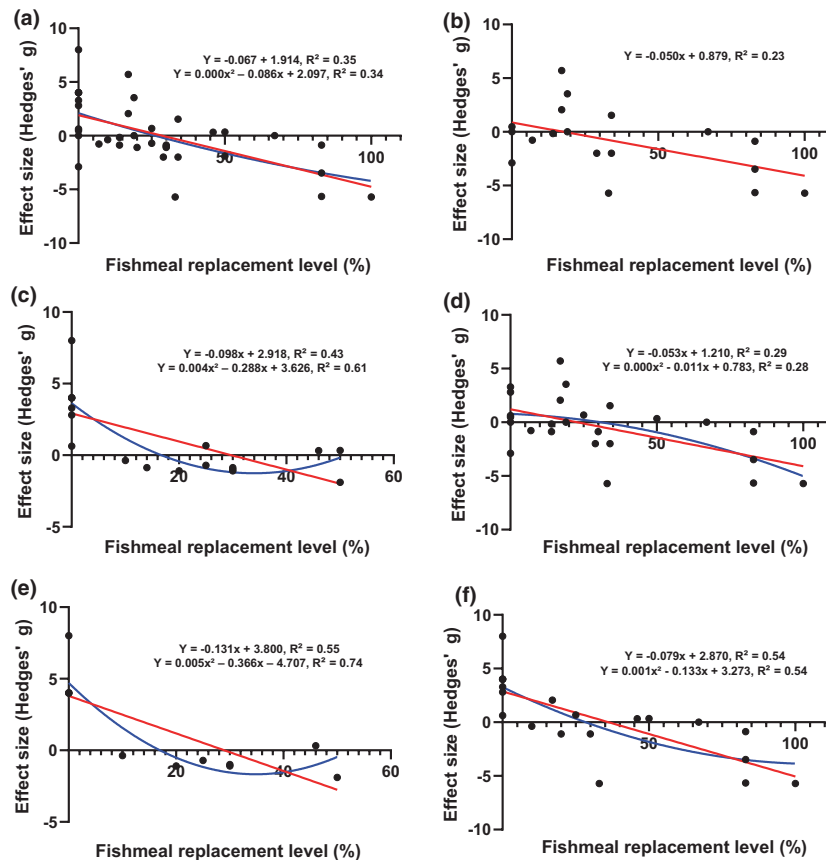 (a)
Y = -0.067 + 1.914, R² = 0.35
Y = 0.000x² – 0.086x + 2.097, R² = 0.34
10
5
0
-5
-10
50
100
Effect size (Hedges' g)
Fishmeal replacement level (%)
(b)
Y = -0.050x + 0.879, R² = 0.23
10
5
0
-5
-10
50
100
Effect size (Hedges' g)
Fishmeal replacement level (%)
(c)
Y = -0.098x + 2.918, R² = 0.43
Y = 0.004x² – 0.288x + 3.626, R² = 0.61
10
5
0
-5
20
40
60
Effect size (Hedges' g)
Fishmeal replacement level (%)
(d)
Y = -0.053x + 1.210, R² = 0.29
Y = 0.000x² - 0.011x + 0.783, R² = 0.28
10
5
0
-5
-10
50
100
Effect size (Hedges' g)
Fishmeal replacement level (%)
(e)
Y = -0.131x + 3.800, R² = 0.55
Y = 0.005x² – 0.366x – 4.707, R² = 0.74
10
5
0
-5
20
40
60
Effect size (Hedges' g)
Fishmeal replacement level (%)
(f)
Y = -0.079x + 2.870, R² = 0.54
Y = 0.001x² - 0.133x + 3.273, R² = 0.54
10
5
0
-5
-10
50
100
Effect size (Hedges' g)
Fishmeal replacement level (%)